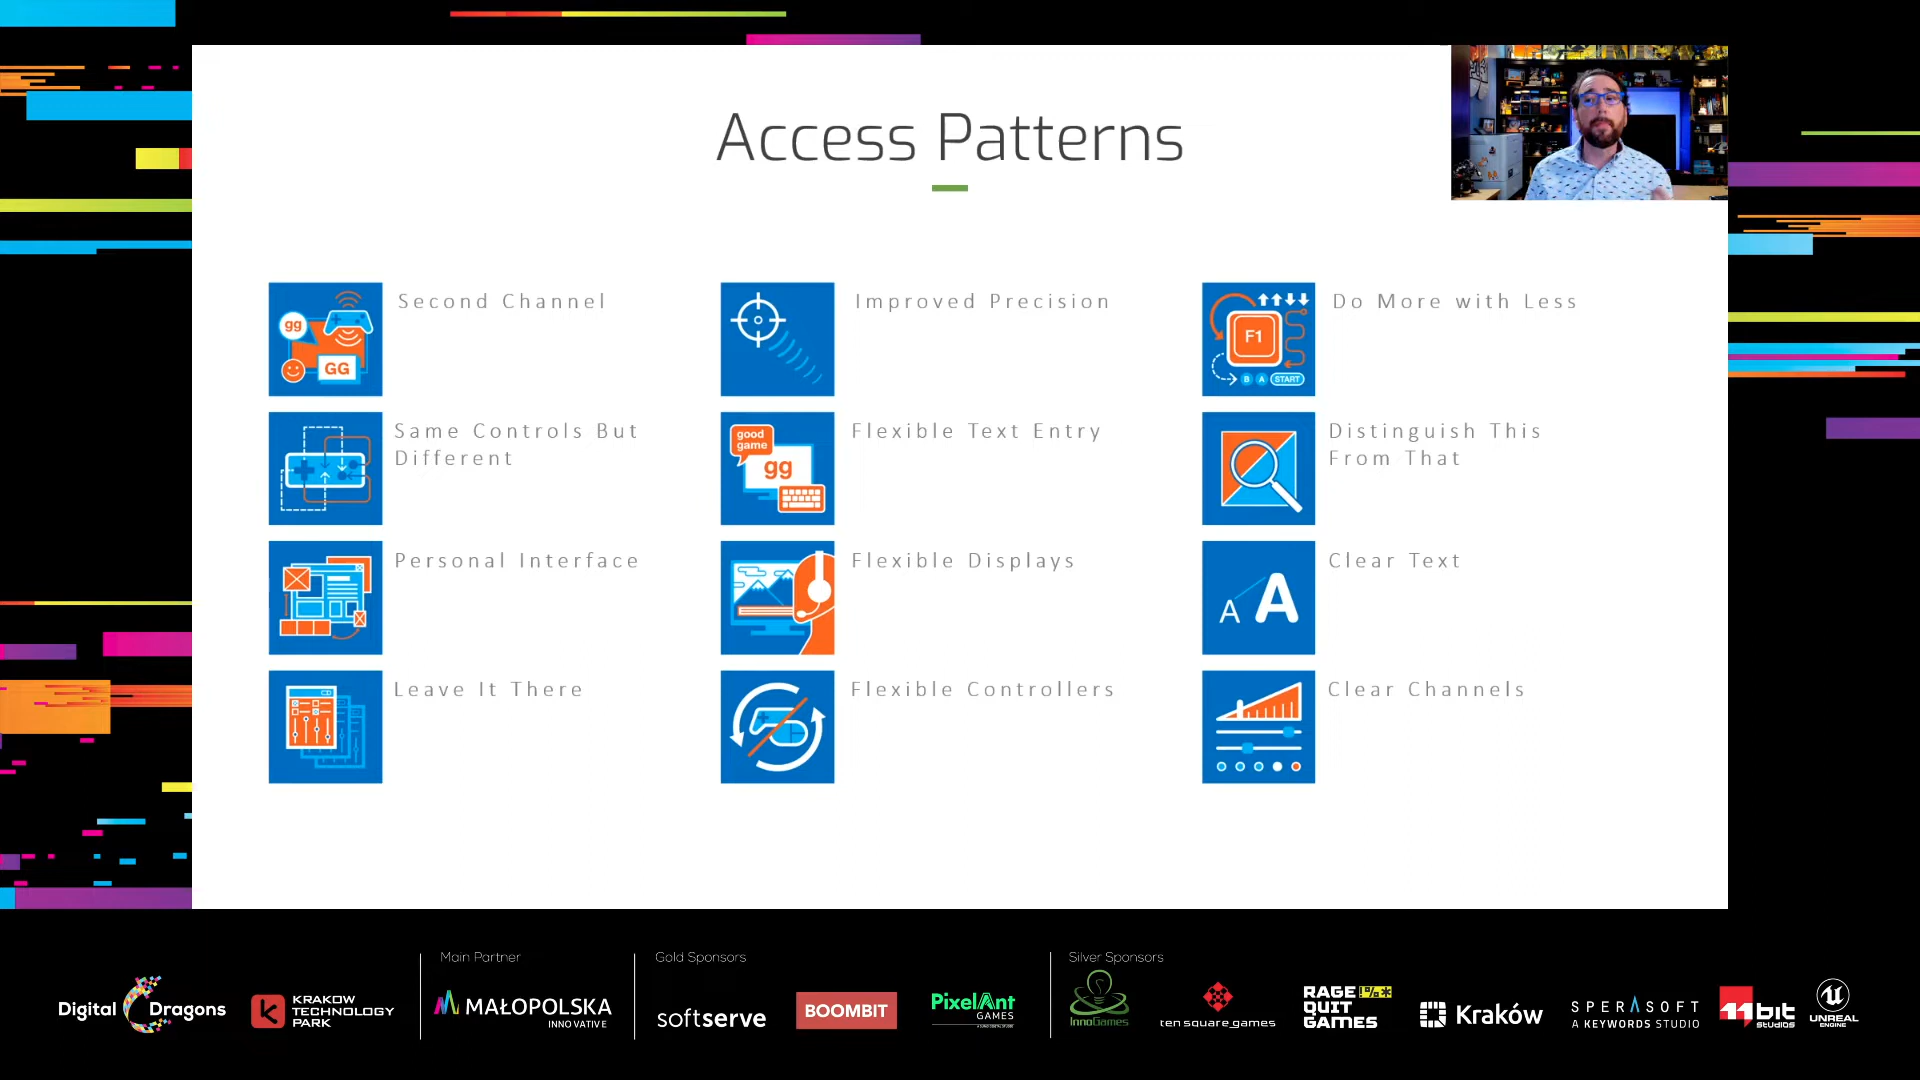 Access Patterns
gg
GG
Second Channel
Improved Precision
F1
B A START
Do More with Less
Same Controls But
Different
good
game
gg
Flexible Text Entry
Distinguish This
From That
Personal Interface
Flexible Displays
A A
Clear Text
Leave It There
Flexible Controllers
Clear Channels
Main Partner
Gold Sponsors
Silver Sponsors
Digital Dragons
KRAKOW
TECHNOLOGY
PARK
MAŁOPOLSKA
INNOVATIVE
softserve
BOOMBIT
PixelAnt
GAMES
InnoGames
ten square games
RAGE !%*
QUIT
GAMES
Kraków
SPERASOFT
A KEYWORDS STUDIO
11 bit
studios
UNREAL
ENGINE